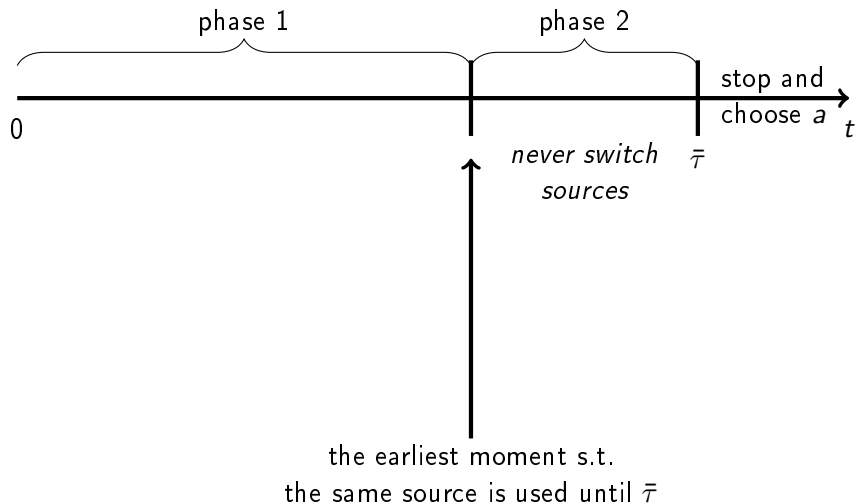 phase 1
phase 2
stop and
choose a
0
t
never switch
sources
τ̄
the earliest moment s.t.
the same source is used until τ̄